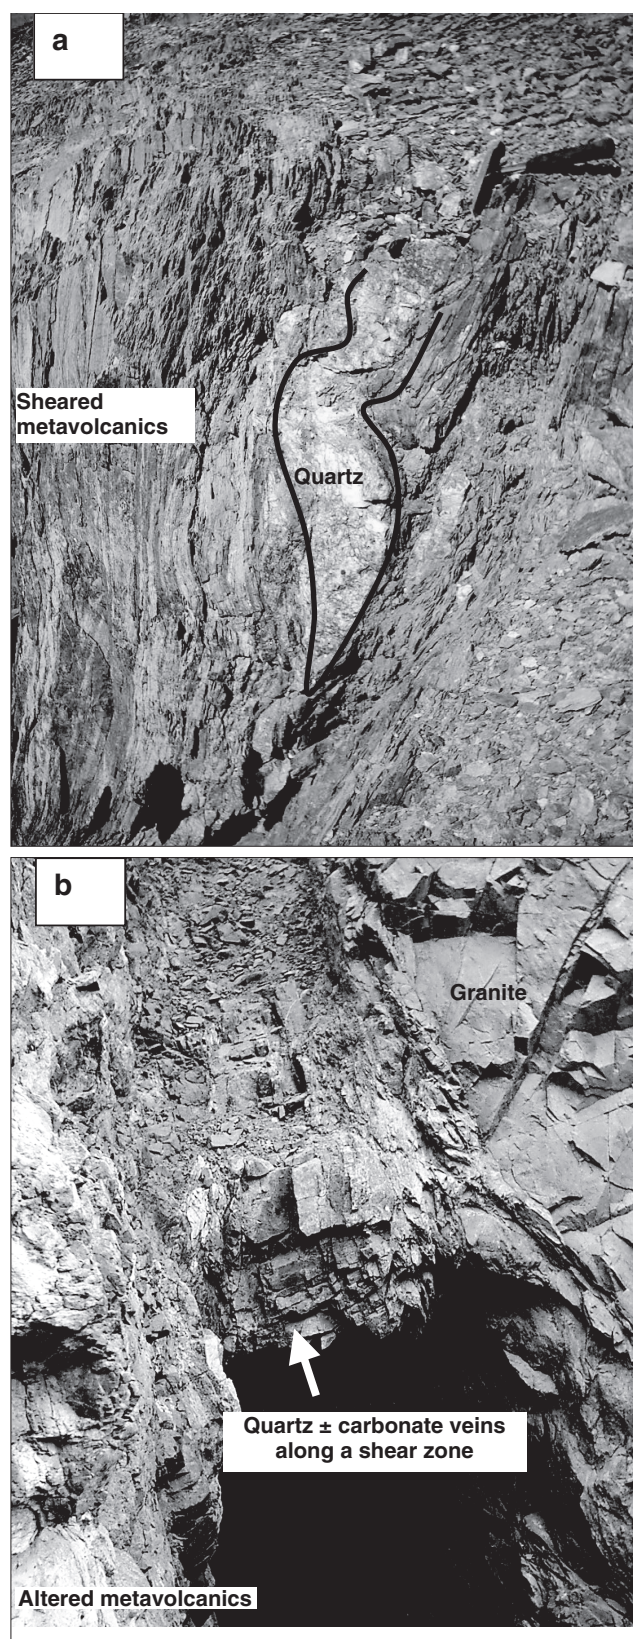 a
Sheared
metavolcanics
Quartz
b
Granite
Quartz ± carbonate veins
along a shear zone
Altered metavolcanics